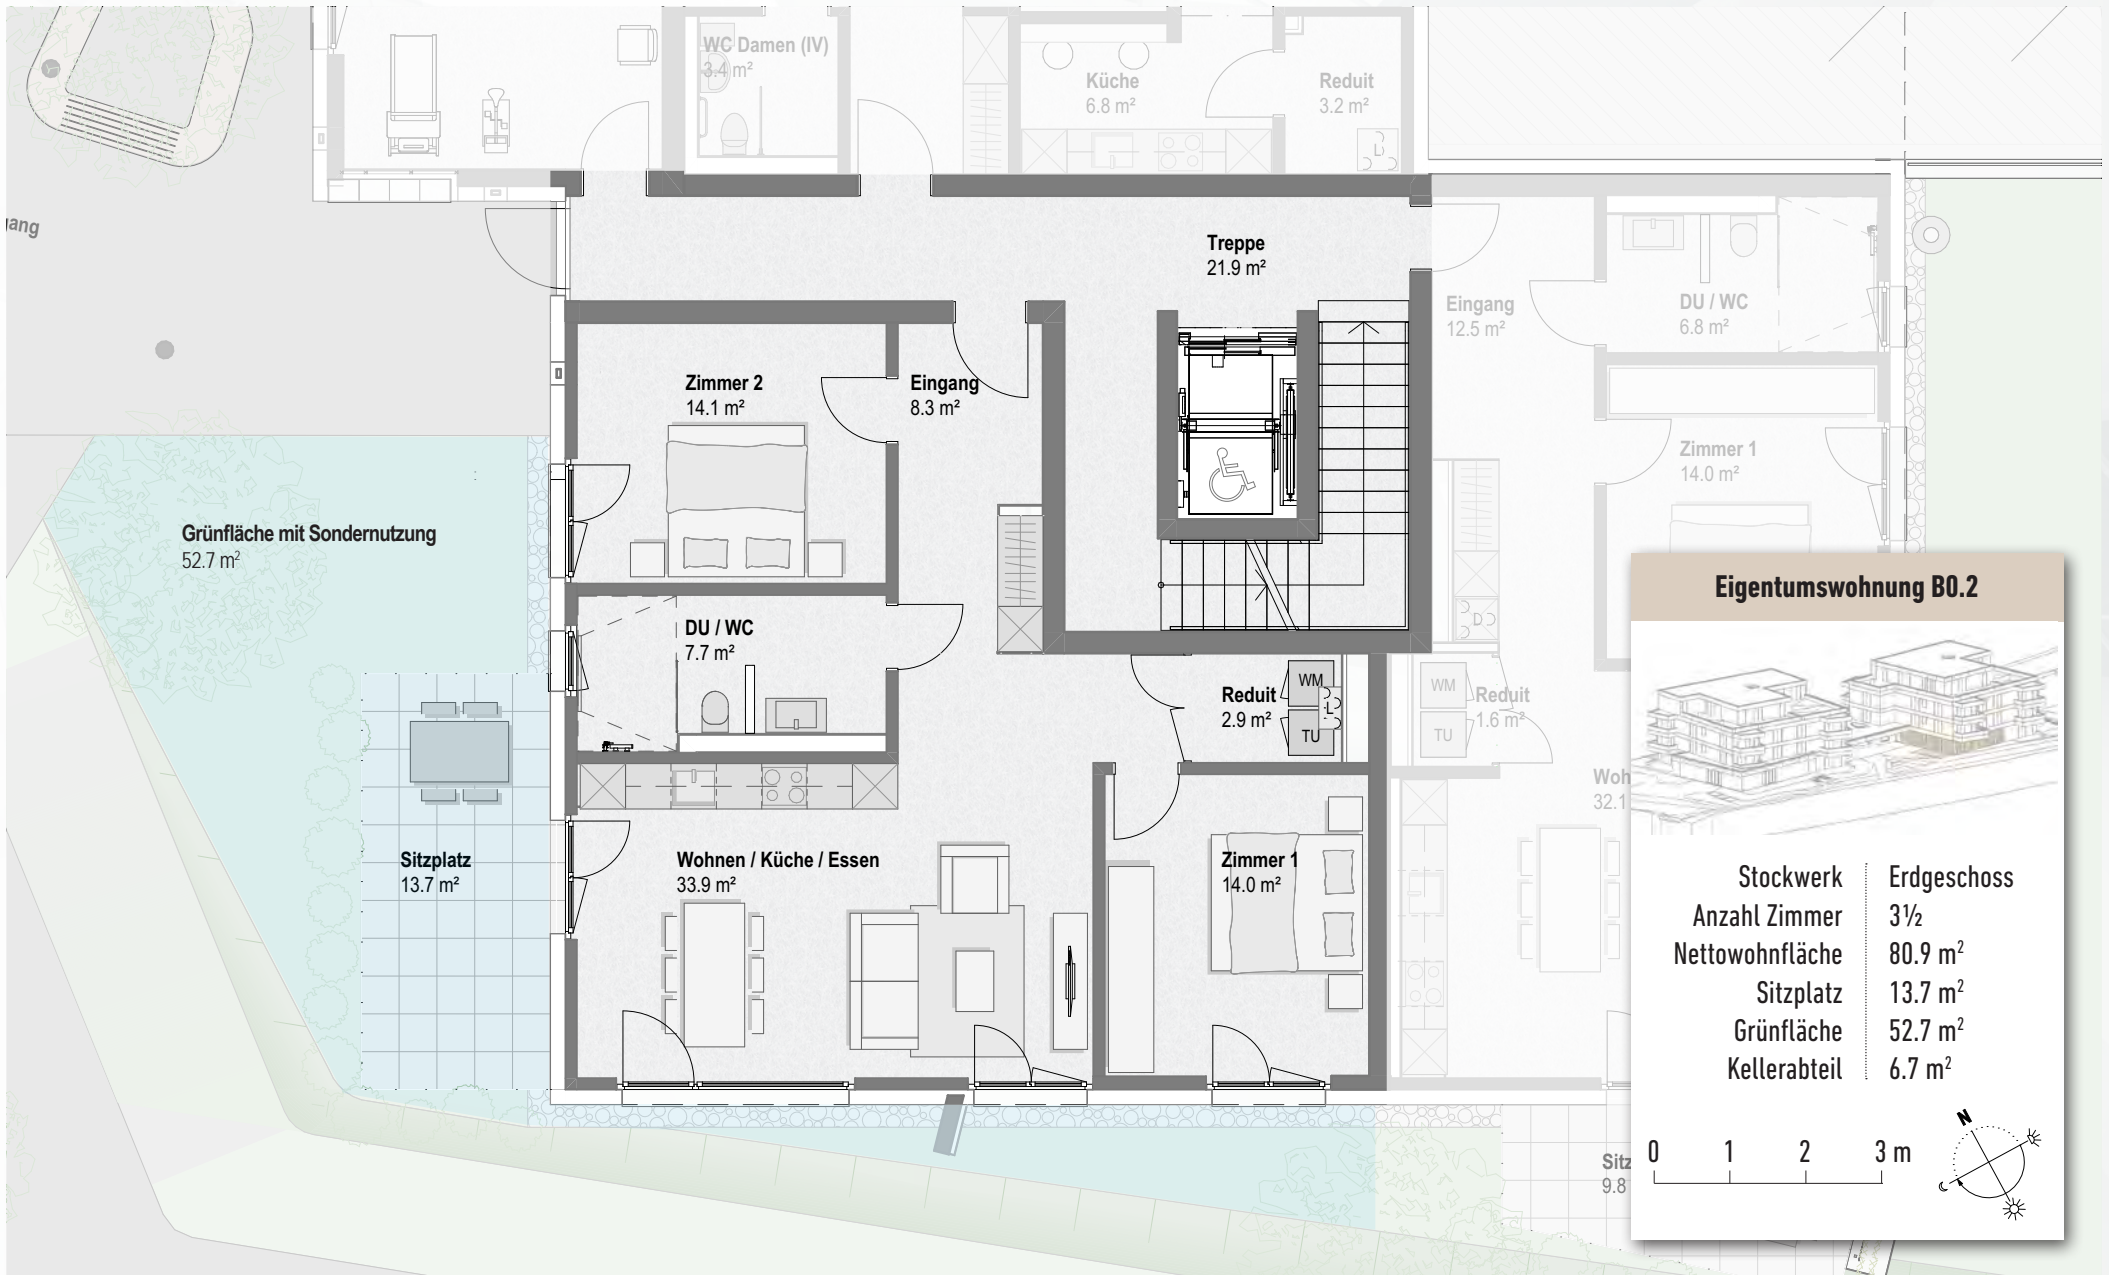 WC Damen (IV)
3.4 m²
Küche
6.8 m²
Reduit
3.2 m²
L
Treppe
21.9 m²
Eingang
12.5 m²
DU / WC
6.8 m²
Zimmer 2
14.1 m²
Eingang
8.3 m²
Zimmer 1
14.0 m²
Grünfläche mit Sondernutzung
52.7 m²
DU / WC
7.7 m²
D
Reduit
2.9 m²
WM
L
TU
WM
TU
Reduit
1.6 m²
Sitzplatz
13.7 m²
Wohnen / Küche / Essen
33.9 m²
Zimmer 1
14.0 m²
32.1
9.8
Eigentumswohnung B0.2
Stockwerk Erdgeschoss
Anzahl Zimmer 3½
Nettowohnfläche 80.9 m²
Sitzplatz 13.7 m²
Grünfläche 52.7 m²
Kellerabteil 6.7 m²
0 1 2 3 m
N